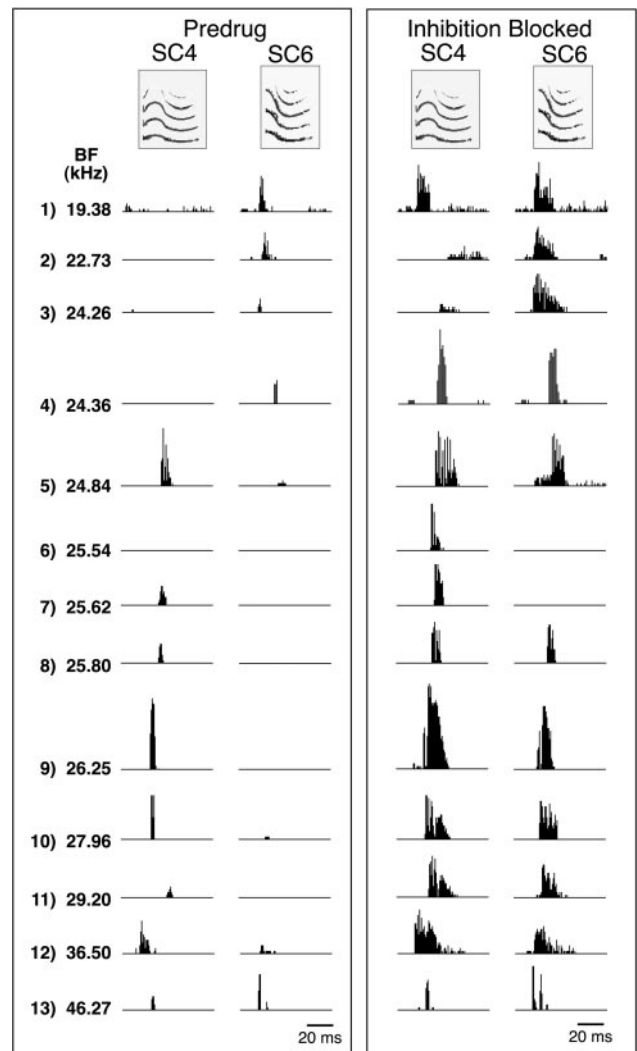 Predrug
SC4 SC6
Inhibition Blocked
SC4 SC6
BF
(kHz)
1) 19.38
2) 22.73
3) 24.26
4) 24.36
5) 24.84
6) 25.54
7) 25.62
8) 25.80
9) 26.25
10) 27.96
11) 29.20
12) 36.50
13) 46.27
20 ms
20 ms